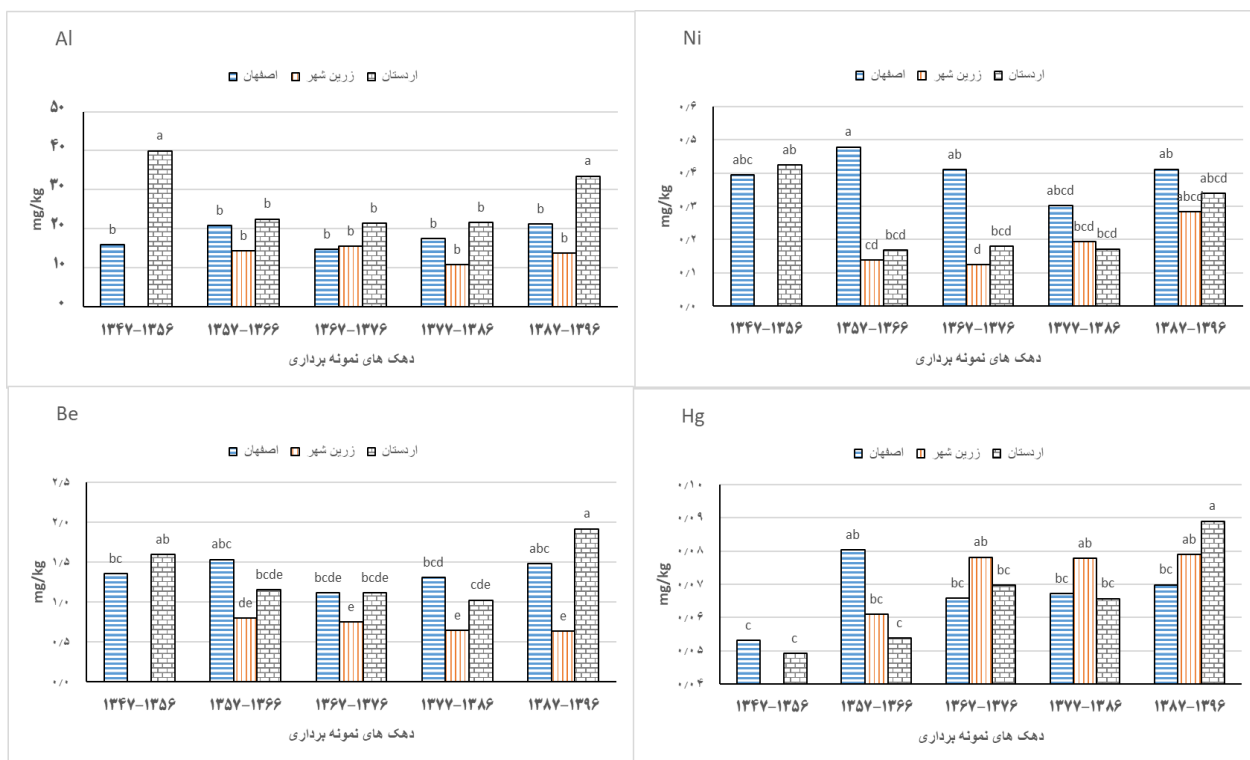 Al
اصفهان زرین شهر اردستان
۵۰
۴۰
۳۰
۲۰
۱۰
۰
mg/kg
b a
b b b
b b b
b b b
b b a
۱۳۴۷–۱۳۵۶ ۱۳۵۷–۱۳۶۶ ۱۳۶۷–۱۳۷۶ ۱۳۷۷–۱۳۸۶ ۱۳۸۷–۱۳۹۶
دهک های نمونه برداری
Ni
اصفهان زرین شهر اردستان
۰٫۶
۰٫۵
۰٫۴
۰٫۳
۰٫۲
۰٫۱
۰٫۰
mg/kg
abc ab
a cd bcd
ab d bcd
abcd bcd bcd
ab abcd abcd
۱۳۴۷–۱۳۵۶ ۱۳۵۷–۱۳۶۶ ۱۳۶۷–۱۳۷۶ ۱۳۷۷–۱۳۸۶ ۱۳۸۷–۱۳۹۶
دهک های نمونه برداری
Be
اصفهان زرین شهر اردستان
۲٫۵
۲٫۰
۱٫۵
۱٫۰
۰٫۵
۰٫۰
mg/kg
bc ab
abc de bcde
bcde e bcde
bcd e cde
abc e a
۱۳۴۷–۱۳۵۶ ۱۳۵۷–۱۳۶۶ ۱۳۶۷–۱۳۷۶ ۱۳۷۷–۱۳۸۶ ۱۳۸۷–۱۳۹۶
دهک های نمونه برداری
Hg
اصفهان زرین شهر اردستان
۰٫۱۰
۰٫۰۹
۰٫۰۸
۰٫۰۷
۰٫۰۶
۰٫۰۵
۰٫۰۴
mg/kg
c c
ab bc c
bc ab bc
bc ab bc
bc ab a
۱۳۴۷–۱۳۵۶ ۱۳۵۷–۱۳۶۶ ۱۳۶۷–۱۳۷۶ ۱۳۷۷–۱۳۸۶ ۱۳۸۷–۱۳۹۶
دهک های نمونه برداری